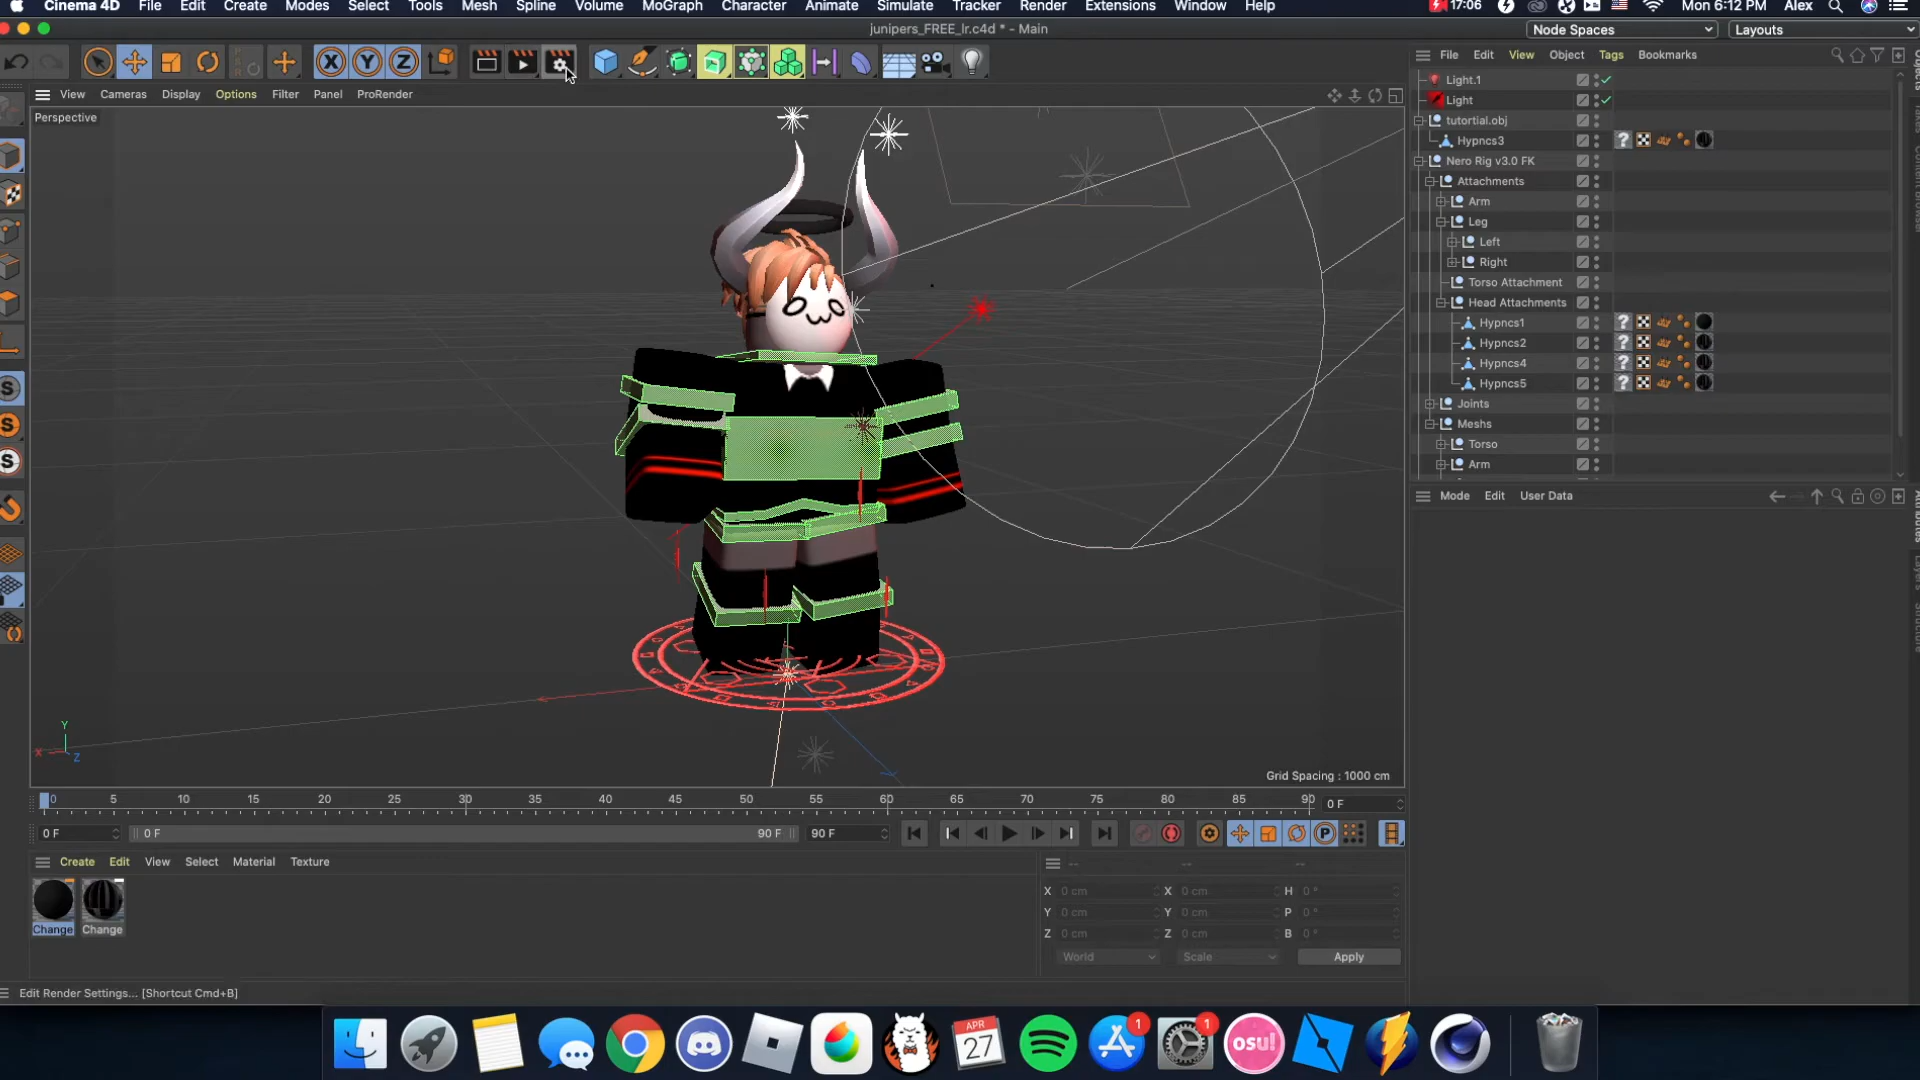 Cinema 4D File Edit Create Modes Select Tools Mesh Spline Volume MoGraph Character Animate Simulate Tracker Render Extensions Window Help 17:06 Mon 6:12 PM Alex
junipers_FREE_lr.c4d * - Main
Node Spaces Layouts
X Y Z
File Edit View Object Tags Bookmarks
View Cameras Display Options Filter Panel ProRender
Perspective
Light.1
Light
tutortial.obj
Hypncs3
Nero Rig v3.0 FK
Attachments
Arm
Leg
Left
Right
Torso Attachment
Head Attachments
Hypncs1
Hypncs2
Hypncs4
Hypncs5
Joints
Meshs
Torso
Arm
Mode Edit User Data
Y
X Z
Grid Spacing : 1000 cm
0 5 10 15 20 25 30 35 40 45 50 55 60 65 70 75 80 85 90 0 F
0 F 0 F 90 F 90 F
P
Create Edit View Select Material Texture
-- -- --
X 0 cm X 0 cm H 0 °
Y 0 cm Y 0 cm P 0 °
Z 0 cm Z 0 cm B 0 °
World Scale Apply
Change Change
Edit Render Settings... [Shortcut Cmd+B]
APR
27
1
1
osu!